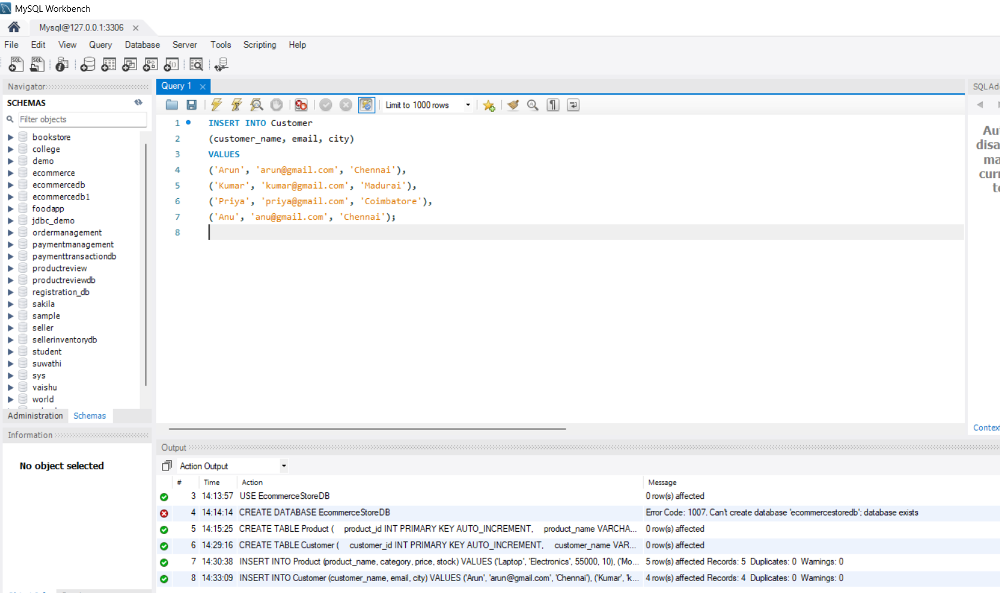 MySQL Workbench
Mysql@127.0.0.1:3306
File Edit View Query Database Server Tools Scripting Help
Navigator
SCHEMAS
Filter objects
bookstore
college
demo
ecommerce
ecommercedb
ecommercedb1
foodapp
jdbc_demo
ordermanagement
paymentmanagement
paymenttransactiondb
productreview
productreviewdb
registration_db
sakila
sample
seller
sellerinventorydb
student
suwathi
sys
vaishu
world
Administration Schemas
Information
No object selected
Query 1
Limit to 1000 rows
1 INSERT INTO Customer
2 (customer_name, email, city)
3 VALUES
4 ('Arun', 'arun@gmail.com', 'Chennai'),
5 ('Kumar', 'kumar@gmail.com', 'Madurai'),
6 ('Priya', 'priya@gmail.com', 'Coimbatore'),
7 ('Anu', 'anu@gmail.com', 'Chennai');
8
Output
Action Output
# Time Action Message
3 14:13:57 USE EcommerceStoreDB 0 row(s) affected
4 14:14:14 CREATE DATABASE EcommerceStoreDB Error Code: 1007. Can't create database 'ecommercestoredb'; database exists
5 14:15:25 CREATE TABLE Product ( product_id INT PRIMARY KEY AUTO_INCREMENT, product_name VARCHA... 0 row(s) affected
6 14:29:16 CREATE TABLE Customer ( customer_id INT PRIMARY KEY AUTO_INCREMENT, customer_name VAR... 0 row(s) affected
7 14:30:38 INSERT INTO Product (product_name, category, price, stock) VALUES ('Laptop', 'Electronics', 55000, 10), ('Mo... 5 row(s) affected Records: 5 Duplicates: 0 Warnings: 0
8 14:33:09 INSERT INTO Customer (customer_name, email, city) VALUES ('Arun', 'arun@gmail.com', 'Chennai'), ('Kumar', 'k... 4 row(s) affected Records: 4 Duplicates: 0 Warnings: 0
SQLAd
Au
disa
ma
curr
to
Contex